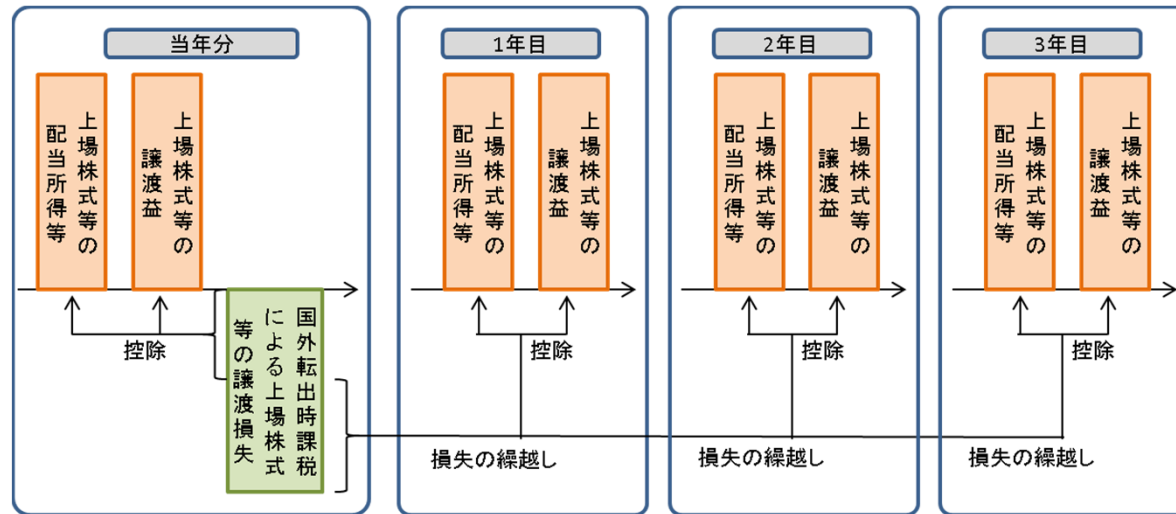 当年分
上場株式等の
配当所得等
上場株式等の
譲渡益
控除
国外転出時課税
による上場株式
等の譲渡損失
1年目
上場株式等の
配当所得等
上場株式等の
譲渡益
控除
損失の繰越し
2年目
上場株式等の
配当所得等
上場株式等の
譲渡益
控除
損失の繰越し
3年目
上場株式等の
配当所得等
上場株式等の
譲渡益
控除
損失の繰越し